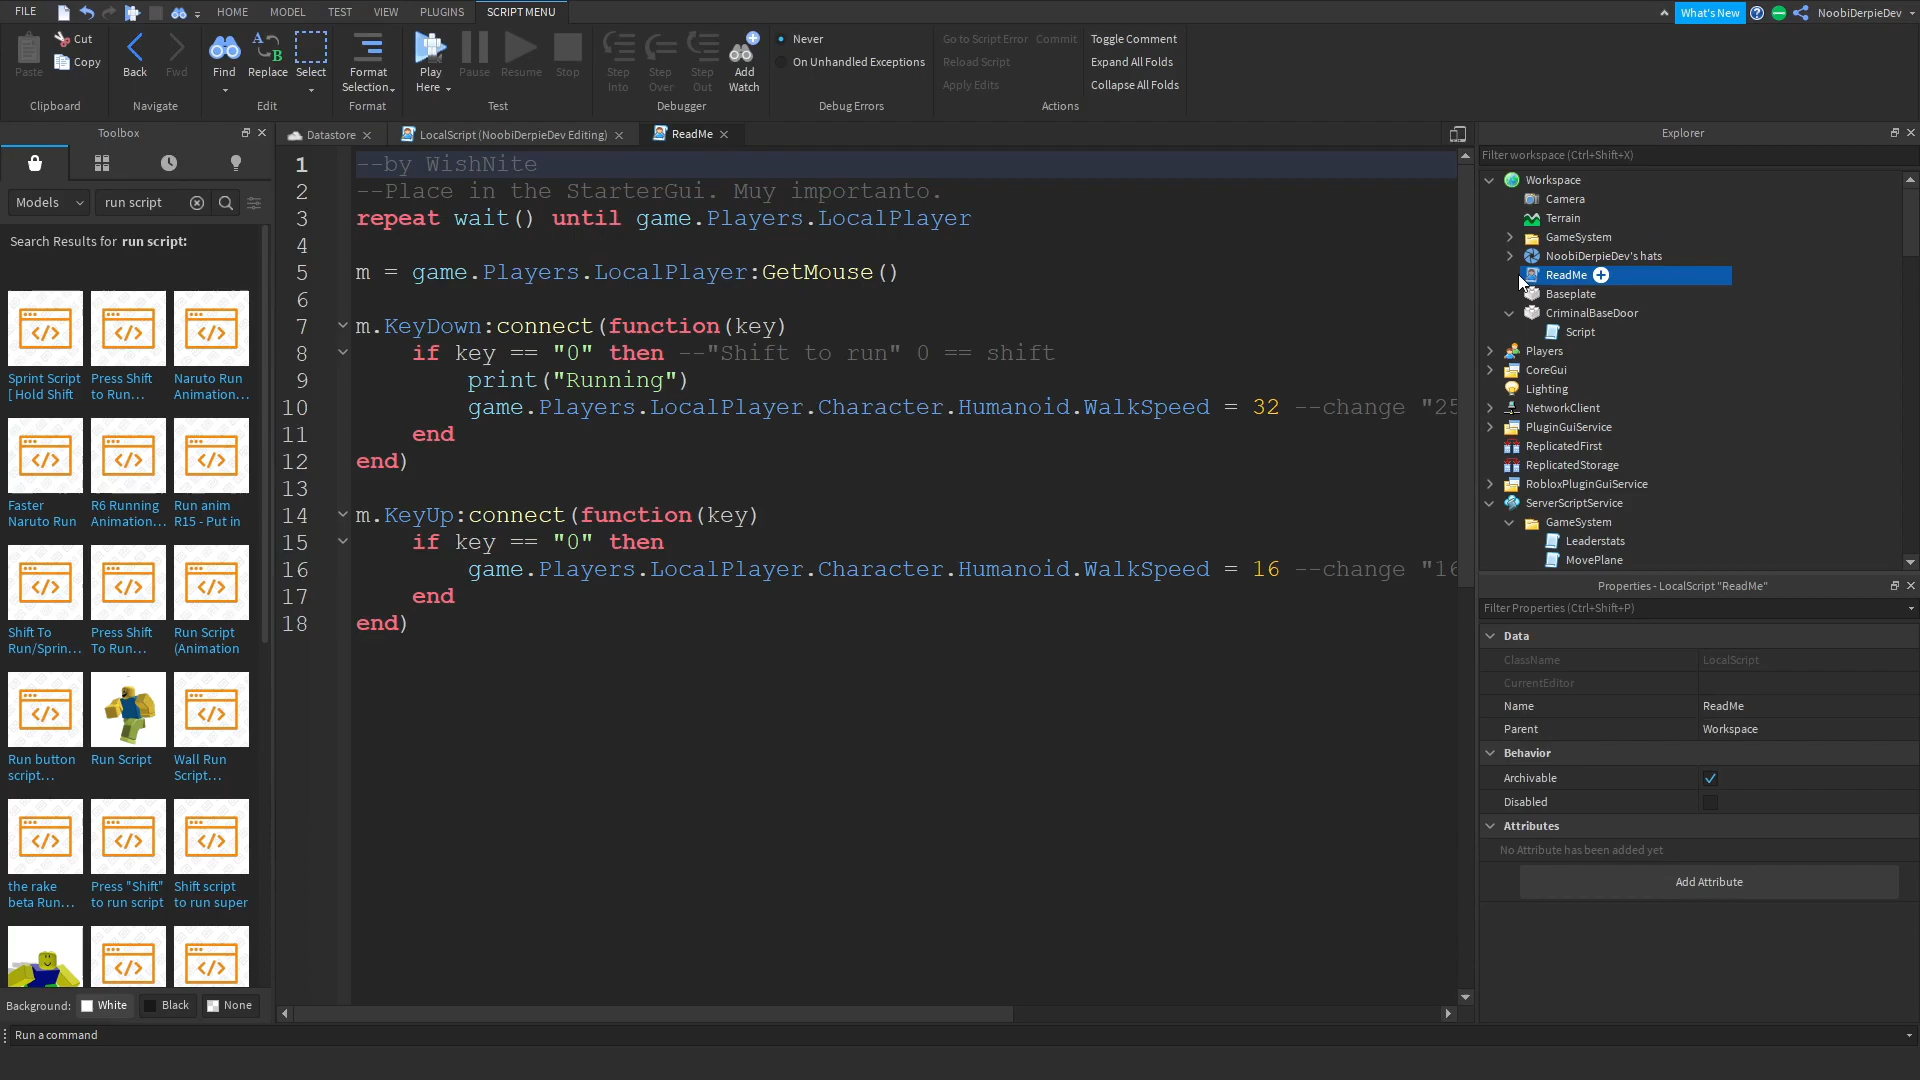 FILE
HOME
MODEL
TEST
VIEW
PLUGINS
SCRIPT MENU
What's New
NoobiDerpieDev
Paste
Cut
Copy
Clipboard
Back
Fwd
Navigate
Find
Replace
Select
Edit
Format
Selection
Format
Play
Here
Pause
Resume
Stop
Test
Step
Into
Step
Over
Step
Out
Add
Watch
Debugger
Never
On Unhandled Exceptions
Debug Errors
Go to Script Error
Commit
Reload Script
Apply Edits
Toggle Comment
Expand All Folds
Collapse All Folds
Actions
Toolbox
Models
run script
Search Results for run script:
Sprint Script
[ Hold Shift
Press Shift
to Run...
Naruto Run
Animation...
Faster
Naruto Run
R6 Running
Animation...
Run anim
R15 - Put in
Shift To
Run/Sprin...
Press Shift
To Run...
Run Script
(Animation
Run button
script...
Run Script
Wall Run
Script...
the rake
beta Run...
Press "Shift"
to run script
Shift script
to run super
Background:
White
Black
None
Datastore
LocalScript (NoobiDerpieDev Editing)
ReadMe
1 --by WishNite
2 --Place in the StarterGui. Muy importanto.
3 repeat wait() until game.Players.LocalPlayer
4
5 m = game.Players.LocalPlayer:GetMouse()
6
7 m.KeyDown:connect(function(key)
8 if key == "0" then --"Shift to run" 0 == shift
9 print("Running")
10 game.Players.LocalPlayer.Character.Humanoid.WalkSpeed = 32 --change "25
11 end
12 end)
13
14 m.KeyUp:connect(function(key)
15 if key == "0" then
16 game.Players.LocalPlayer.Character.Humanoid.WalkSpeed = 16 --change "16
17 end
18 end)
Explorer
Filter workspace (Ctrl+Shift+X)
Workspace
Camera
Terrain
GameSystem
NoobiDerpieDev's hats
ReadMe
Baseplate
CriminalBaseDoor
Script
Players
CoreGui
Lighting
NetworkClient
PluginGuiService
ReplicatedFirst
ReplicatedStorage
RobloxPluginGuiService
ServerScriptService
GameSystem
Leaderstats
MovePlane
Properties - LocalScript "ReadMe"
Filter Properties (Ctrl+Shift+P)
Data
ClassName LocalScript
CurrentEditor
Name ReadMe
Parent Workspace
Behavior
Archivable
Disabled
Attributes
No Attribute has been added yet
Add Attribute
Run a command